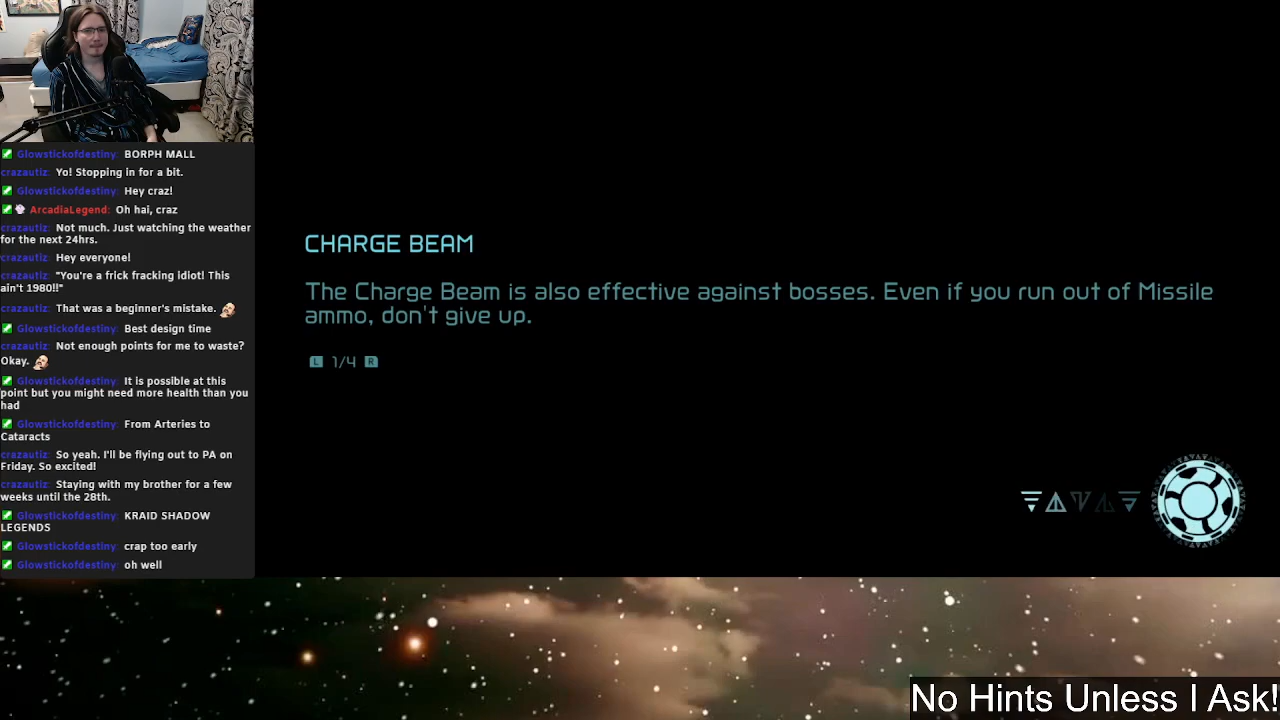 Glowstickofdestiny: BORPH MALL
crazautiz: Yo! Stopping in for a bit.
Glowstickofdestiny: Hey craz!
ArcadiaLegend: Oh hai, craz
crazautiz: Not much. Just watching the weather
for the next 24hrs.
crazautiz: Hey everyone!
crazautiz: "You're a frick fracking idiot! This
ain't 1980!!"
crazautiz: That was a beginner's mistake.
Glowstickofdestiny: Best design time
crazautiz: Not enough points for me to waste?
Okay.
Glowstickofdestiny: It is possible at this
point but you might need more health than you
had
Glowstickofdestiny: From Arteries to
Cataracts
crazautiz: So yeah. I'll be flying out to PA on
Friday. So excited!
crazautiz: Staying with my brother for a few
weeks until the 28th.
Glowstickofdestiny: KRAID SHADOW
LEGENDS
Glowstickofdestiny: crap too early
Glowstickofdestiny: oh well
CHARGE BEAM
The Charge Beam is also effective against bosses. Even if you run out of Missile
ammo, don't give up.
L 1/4 R
No Hints Unless I Ask!